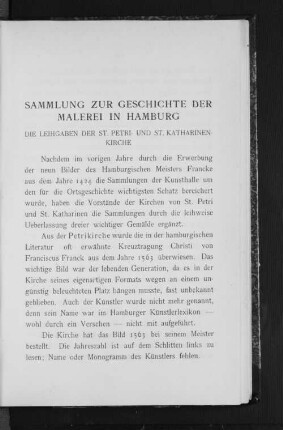 SAMMLUNG ZUR GESCHICHTE DER
MALEREI IN HAMBURG
DIE LEIHGABEN DER ST. PETRI- UND ST. KATHARINEN-
KIRCHE
Nachdem im vorigen Jahre durch die Erwerbung
der neun Bilder des Hamburgischen Meisters Francke
aus dem Jahre 1424 die Sammlungen der Kunsthalle um
den für die Ortsgeschichte wichtigsten Schatz bereichert
wurde, haben die Vorstände der Kirchen von St. Petri
und St. Katharinen die Sammlungen durch die leihweise
Ueberlassung dreier wichtiger Gemälde ergänzt.
Aus der Petrikirche wurde die in der hamburgischen
Literatur oft erwähnte Kreuztragung Christi von
Franciscus Franck aus dem Jahre 1563 überwiesen. Das
wichtige Bild war der lebenden Generation, da es in der
Kirche seines eigenartigen Formats wegen an einem un-
günstig beleuchteten Platz hängen musste, fast unbekannt
geblieben. Auch der Künstler wurde nicht mehr genannt,
denn sein Name war im Hamburger Künstlerlexikon —
wohl durch ein Versehen — nicht mit aufgeführt.
Die Kirche hat das Bild 1563 bei seinem Meister
bestellt. Die Jahreszahl ist auf dem Schlitten links zu
lesen; Name oder Monogramm des Künstlers fehlen.